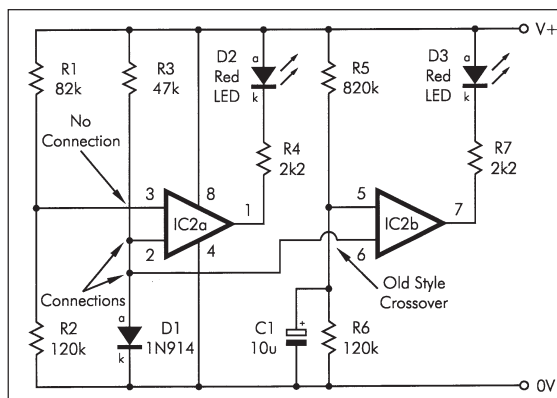 V+
R1
82k
R3
47k
D2
Red
LED
a
k
R4
2k2
R5
820k
D3
Red
LED
a
k
R7
2k2
No
Connection
3
2
8
4
1
IC2a
5
6
7
IC2b
Connections
Old Style
Crossover
R2
120k
a
k
D1
1N914
C1
10u
+
R6
120k
0V